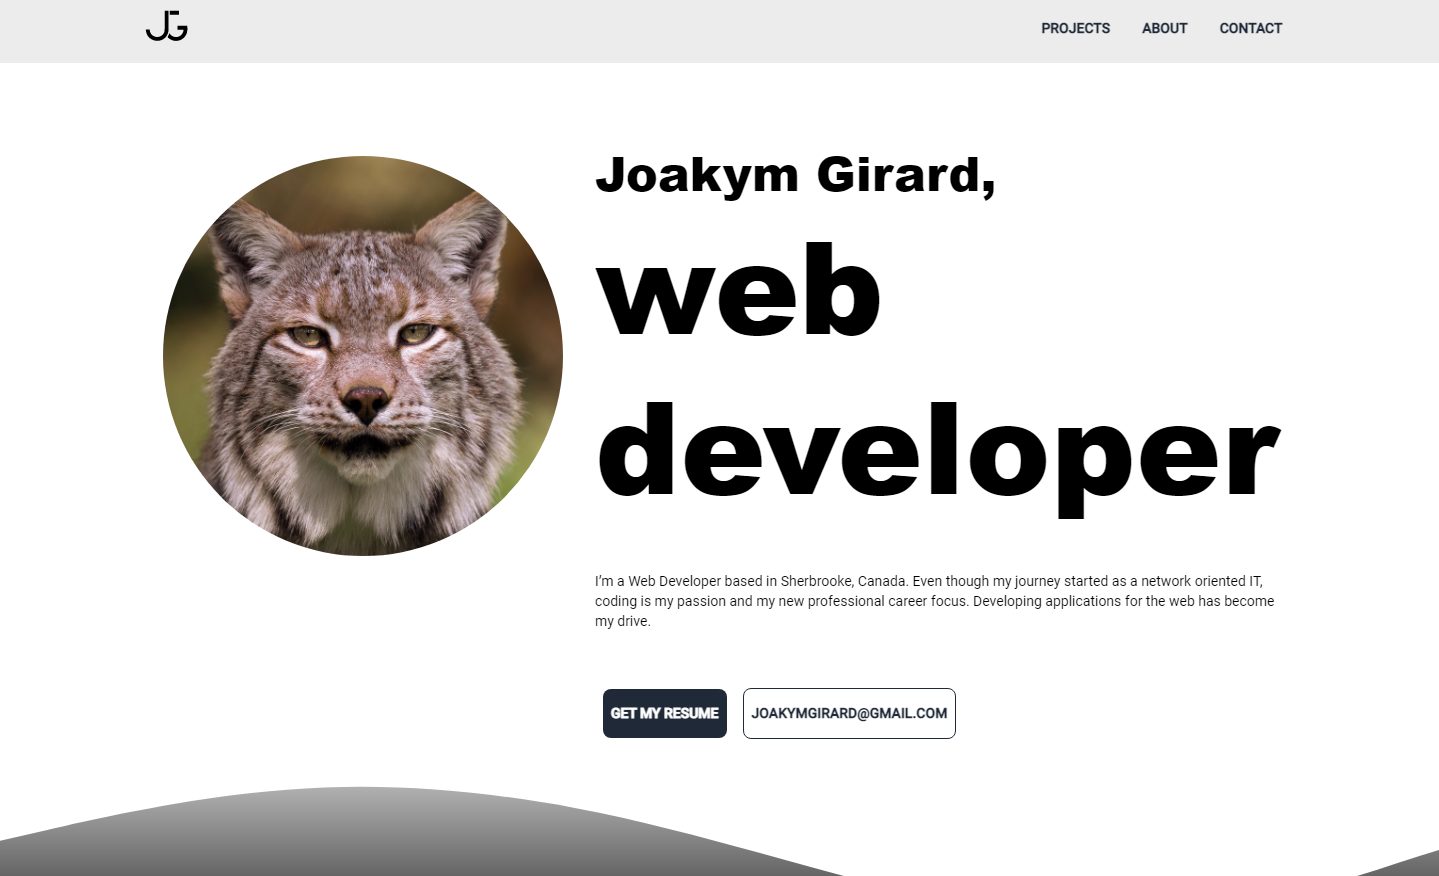 JG
PROJECTS ABOUT CONTACT
Joakym Girard,
web
developer
I’m a Web Developer based in Sherbrooke, Canada. Even though my journey started as a network oriented IT,
coding is my passion and my new professional career focus. Developing applications for the web has become
my drive.
GET MY RESUME JOAKYMGIRARD@GMAIL.COM